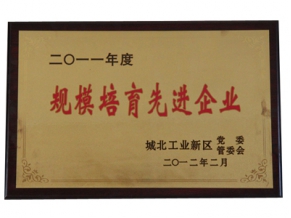 二〇一一年度
规模培育先进企业
城北工业新区 党委
管委会
二〇一二年二月